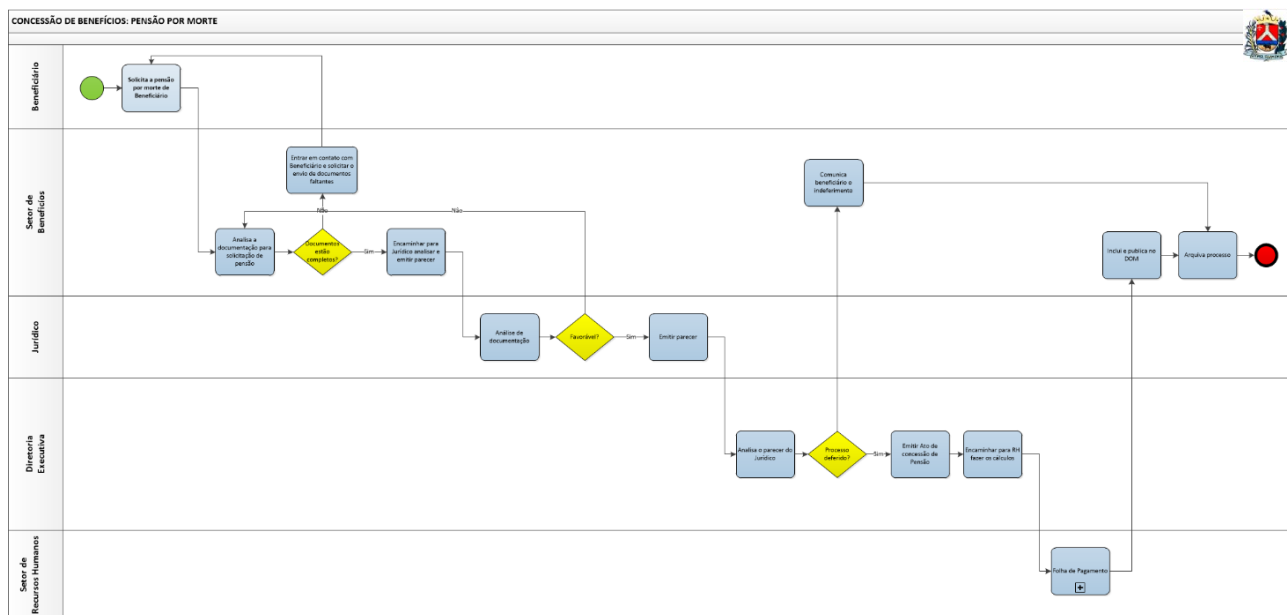 CONCESSÃO DE BENEFÍCIOS: PENSÃO POR MORTE
Beneficiário
Solicita a pensão
por morte de
Beneficiário
Setor de
Benefícios
Entrar em contato com
Beneficiário e solicitar o
envio de documentos
faltantes
Comunica
beneficiário o
indeferimento
Não
Não
Analisa a
documentação para
solicitação de
pensão
Documentos
estão
completos?
Sim
Encaminhar para
Jurídico analisar e
emitir parecer
Inclui e publica no
DOM
Arquiva processo
Jurídico
Análise de
documentação
Favorável?
Sim
Emitir parecer
Diretoria
Executiva
Analisa o parecer do
Jurídico
Processo
deferido?
Sim
Emitir Ato de
concessão de
Pensão
Encaminhar para RH
fazer os cálculos
Setor de
Recursos Humanos
Folha de Pagamento